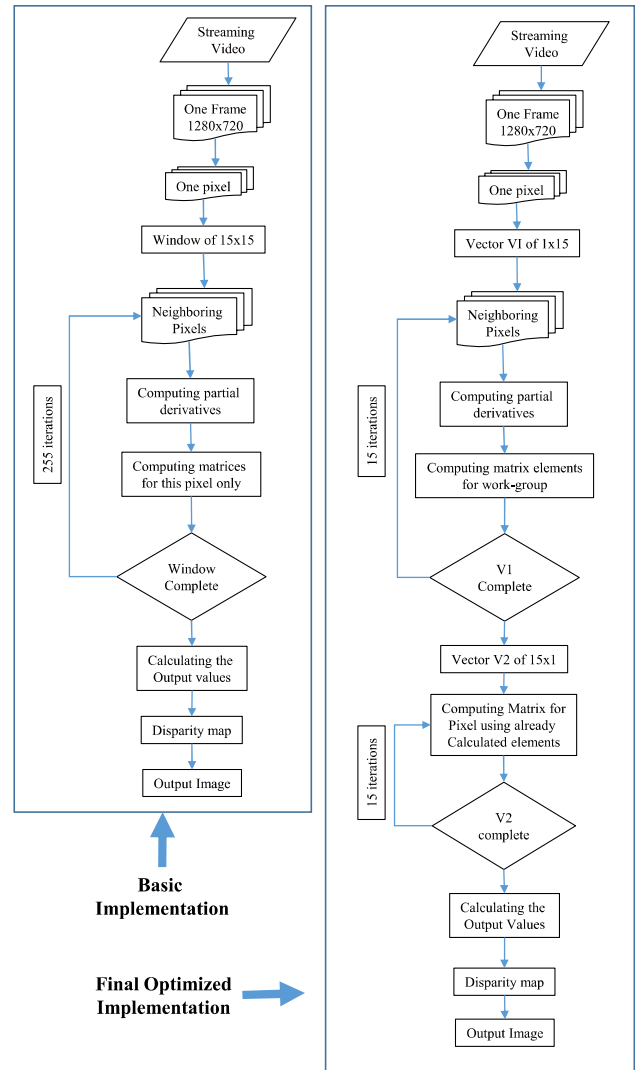 Streaming
Video
One Frame
1280x720
One pixel
Window of 15x15
Neighboring
Pixels
255 iterations
Computing partial
derivatives
Computing matrices
for this pixel only
Window
Complete
Calculating the
Output values
Disparity map
Output Image
Basic
Implementation
Final Optimized
Implementation
Streaming
Video
One Frame
1280x720
One pixel
Vector VI of 1x15
Neighboring
Pixels
15 iterations
Computing partial
derivatives
Computing matrix elements
for work-group
V1
Complete
Vector V2 of 15x1
Computing Matrix for
Pixel using already
Calculated elements
15 iterations
V2
complete
Calculating the
Output Values
Disparity map
Output Image